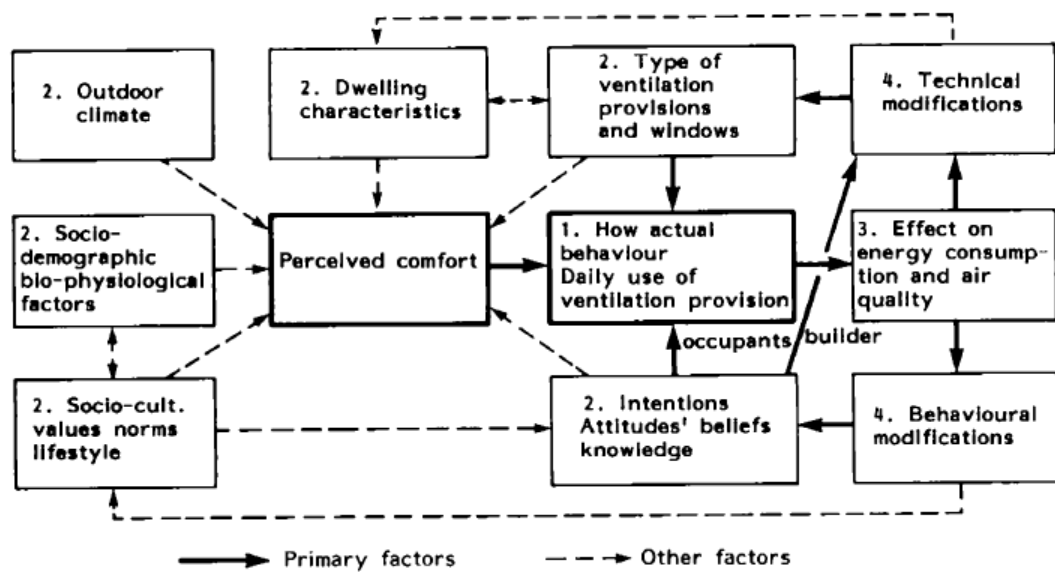 2. Outdoor
climate
2. Dwelling
characteristics
2. Type of
ventilation
provisions
and windows
4. Technical
modifications
2. Socio-
demographic
bio-physiological
factors
Perceived comfort
1. How actual
behaviour
Daily use of
ventilation provision
3. Effect on
energy consump-
tion and air
quality
occupants builder
2. Socio-cult.
values norms
lifestyle
2. Intentions
Attitudes' beliefs
knowledge
4. Behavioural
modifications
Primary factors
Other factors